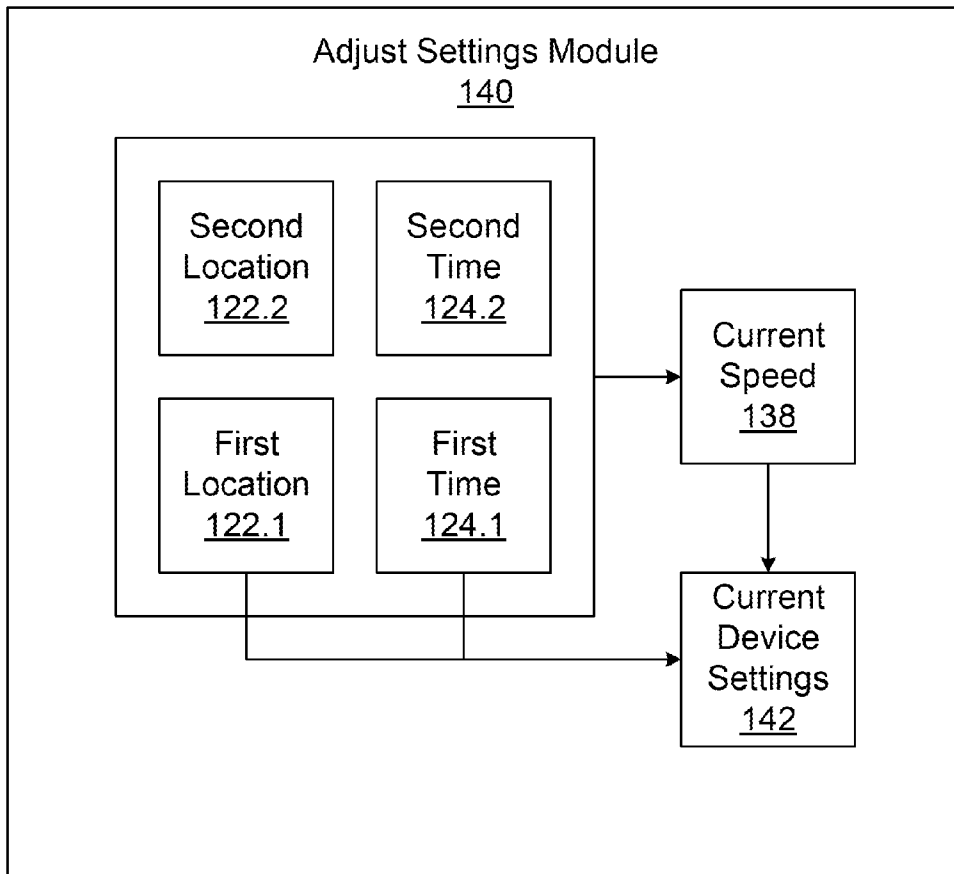 Adjust Settings Module
140
Second
Location
122.2
Second
Time
124.2
First
Location
122.1
First
Time
124.1
Current
Speed
138
Current
Device
Settings
142